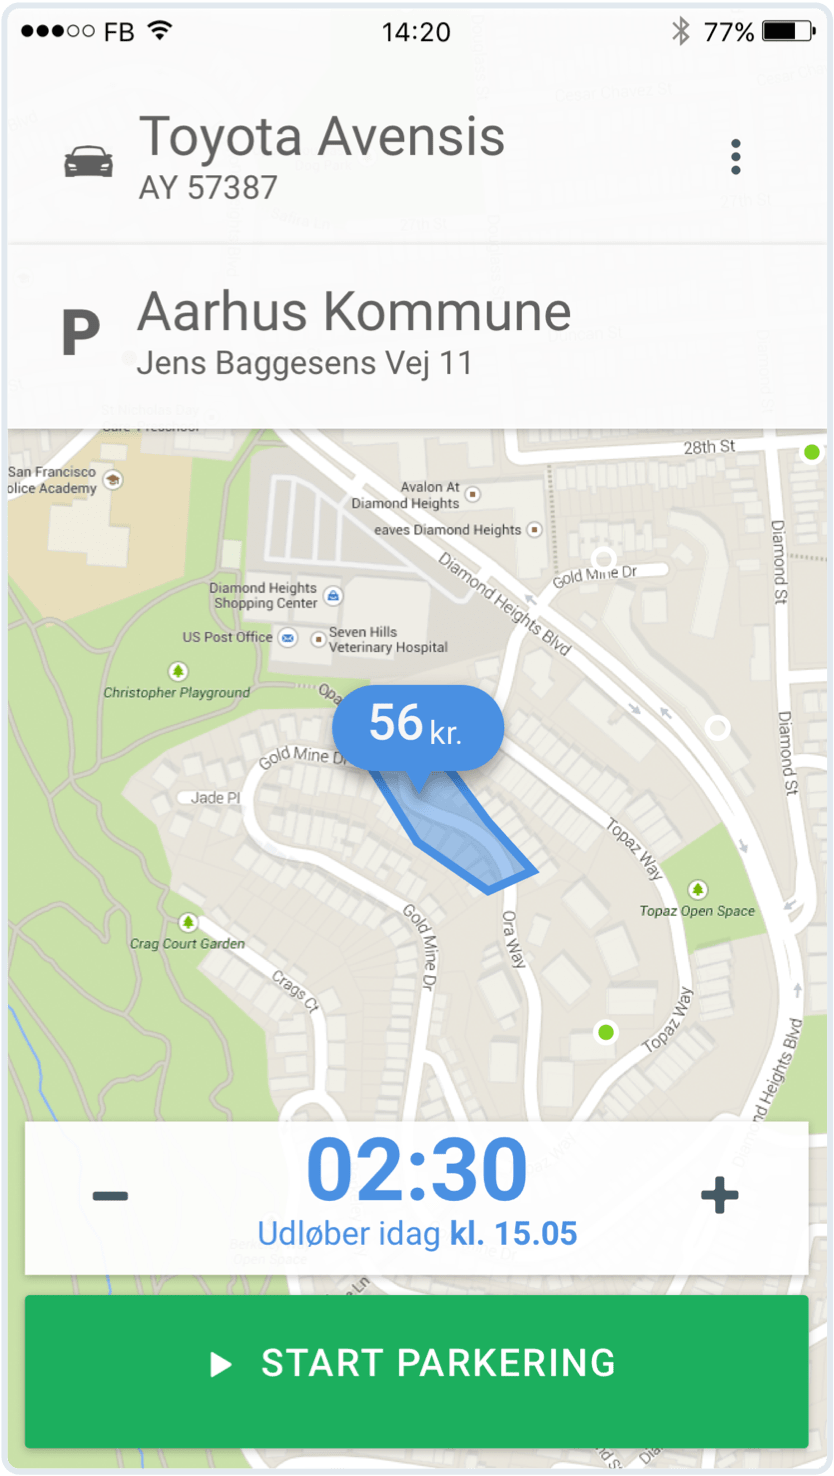 FB
14:20
77%
Toyota Avensis
AY 57387
P
Aarhus Kommune
Jens Baggesens Vej 11
28th St
San Francisco
olice Academy
Avalon At
Diamond Heights
eaves Diamond Heights
Diamond St
Gold Mine Dr
Diamond Heights Blvd
Diamond Heights
Shopping Center
US Post Office
Seven Hills
Veterinary Hospital
Christopher Playground
Opa
56 kr.
Gold Mine Dr
Diamond St
Jade Pl
Topaz Way
Topaz Open Space
Gold Mine Dr
Ora Way
Crag Court Garden
Crags Ct
Topaz Way
nd Heights Blvd
02:30
Udløber idag kl. 15.05
START PARKERING